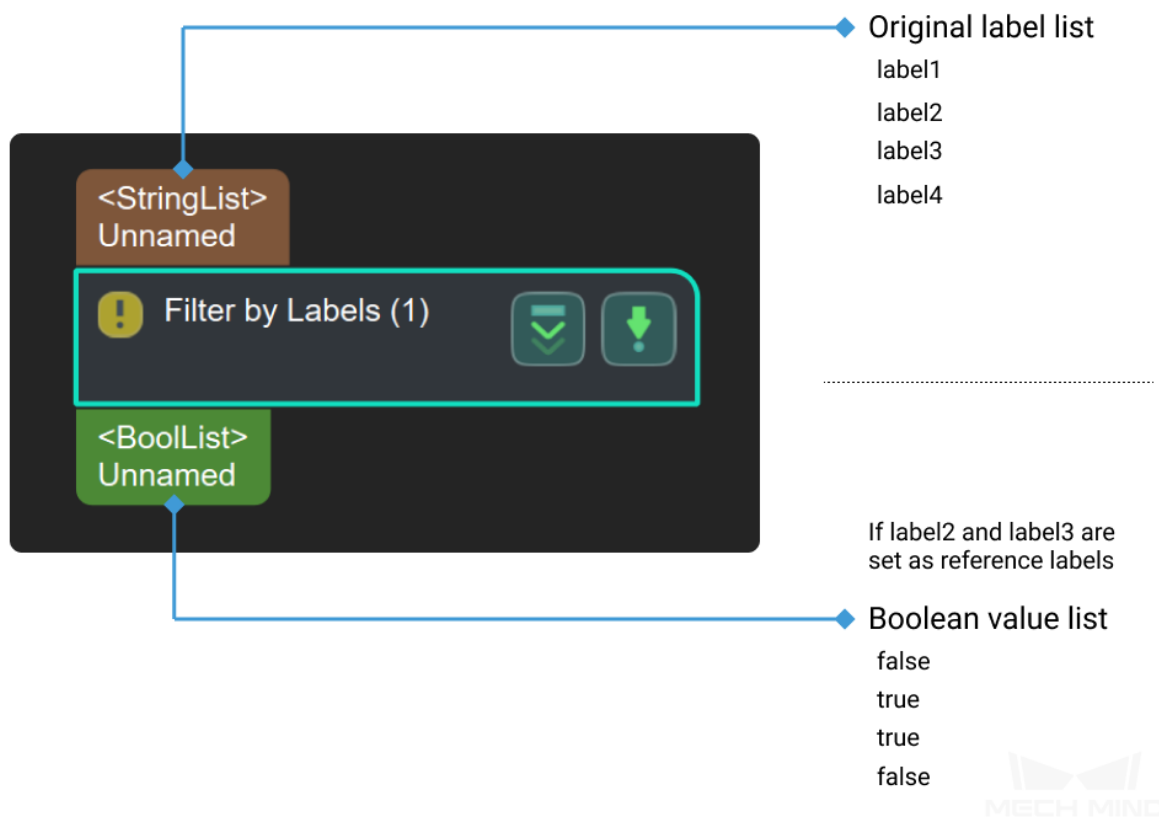 Original label list
label1
label2
label3
label4
<StringList>
Unnamed
Filter by Labels (1)
<BoolList>
Unnamed
If label2 and label3 are
set as reference labels
Boolean value list
false
true
true
false
MECH MIND